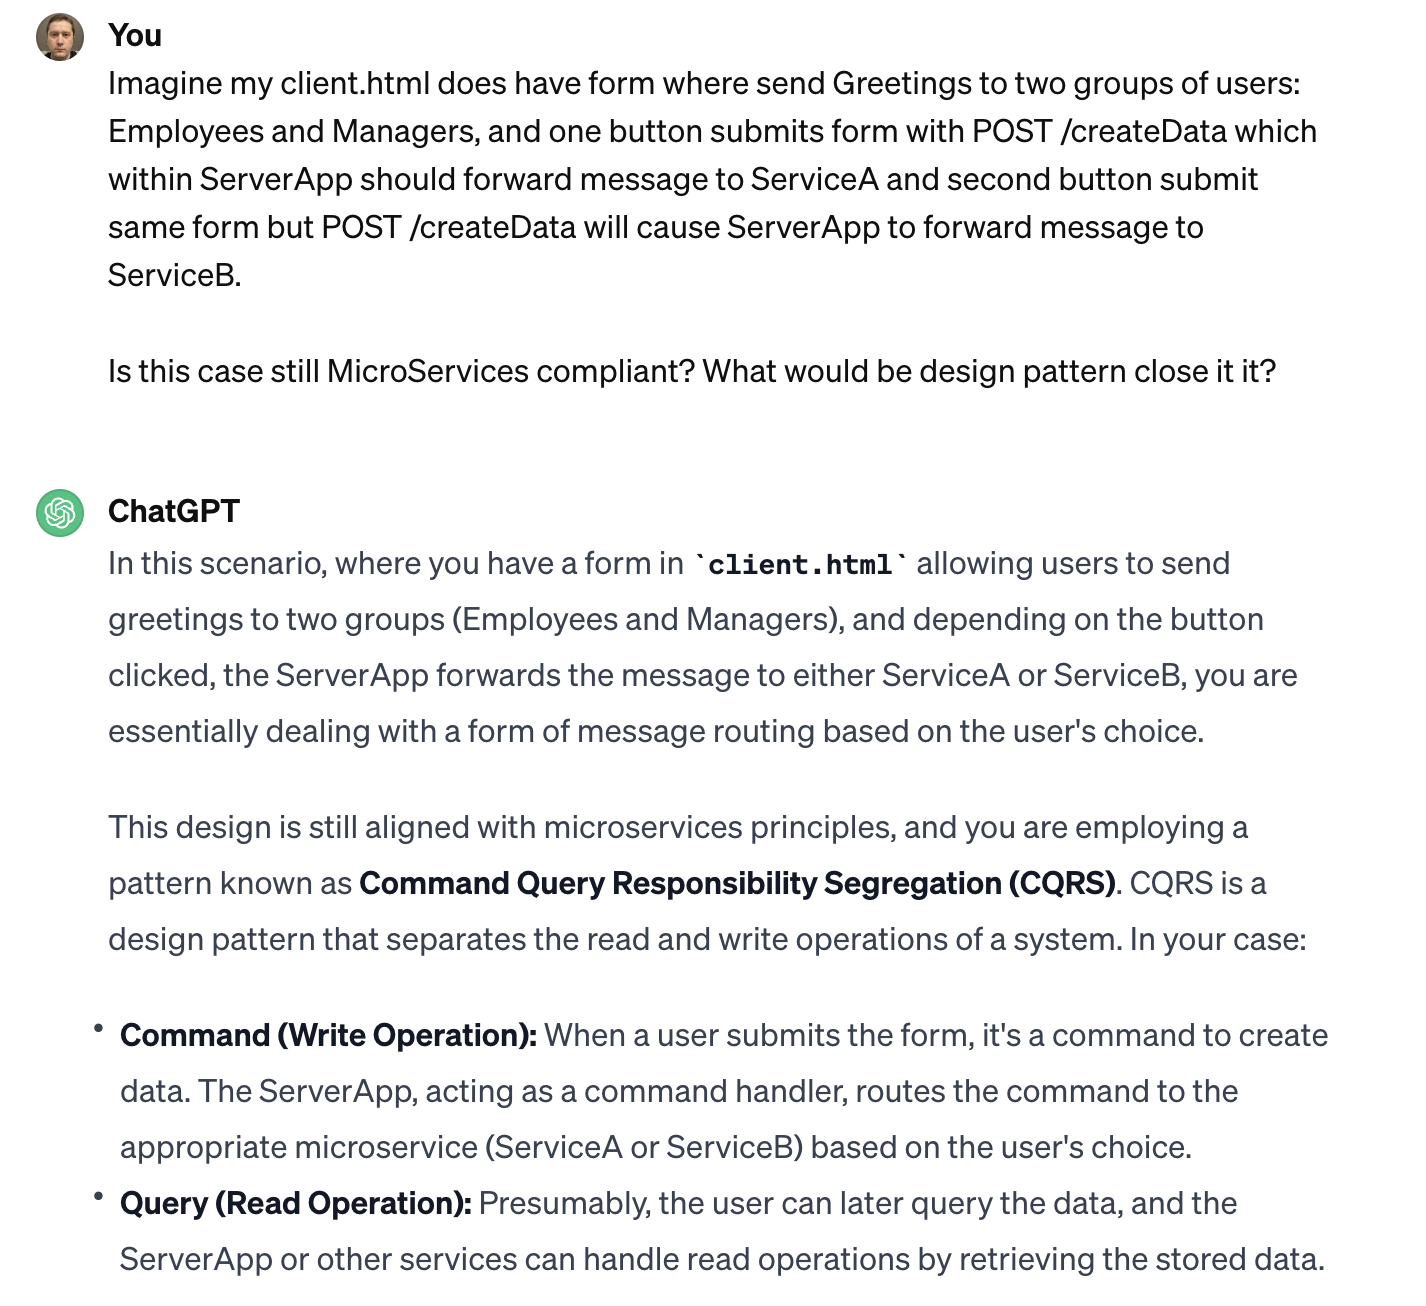 You
Imagine my client.html does have form where send Greetings to two groups of users:
Employees and Managers, and one button submits form with POST /createData which
within ServerApp should forward message to ServiceA and second button submit
same form but POST /createData will cause ServerApp to forward message to
ServiceB.
Is this case still MicroServices compliant? What would be design pattern close it it?
ChatGPT
In this scenario, where you have a form in `client.html` allowing users to send
greetings to two groups (Employees and Managers), and depending on the button
clicked, the ServerApp forwards the message to either ServiceA or ServiceB, you are
essentially dealing with a form of message routing based on the user's choice.
This design is still aligned with microservices principles, and you are employing a
pattern known as Command Query Responsibility Segregation (CQRS). CQRS is a
design pattern that separates the read and write operations of a system. In your case:
• Command (Write Operation): When a user submits the form, it's a command to create
data. The ServerApp, acting as a command handler, routes the command to the
appropriate microservice (ServiceA or ServiceB) based on the user's choice.
• Query (Read Operation): Presumably, the user can later query the data, and the
ServerApp or other services can handle read operations by retrieving the stored data.